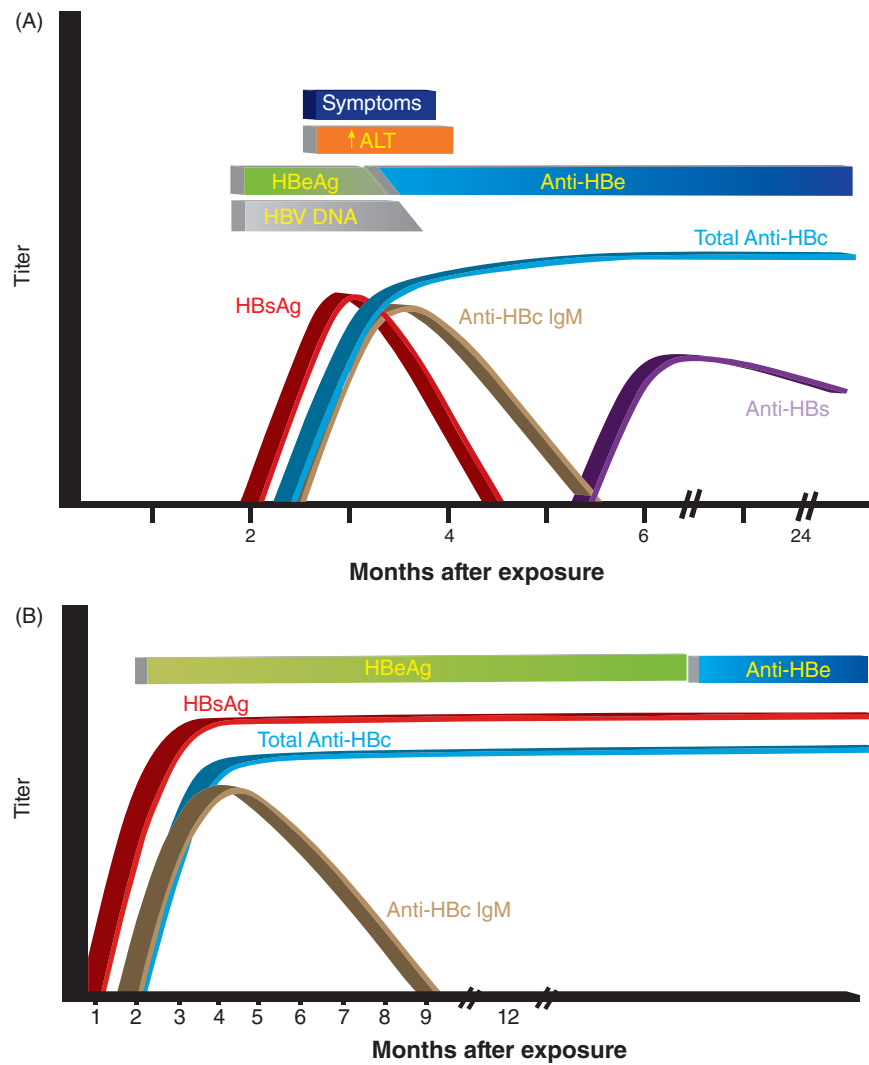 (A)
Symptoms
↑ALT
HBeAg
Anti-HBe
HBV DNA
Total Anti-HBc
HBsAg
Anti-HBc IgM
Anti-HBs
Titer
2
4
6
24
Months after exposure
(B)
HBeAg
Anti-HBe
HBsAg
Total Anti-HBc
Titer
Anti-HBc IgM
1 2 3 4 5 6 7 8 9 12
Months after exposure